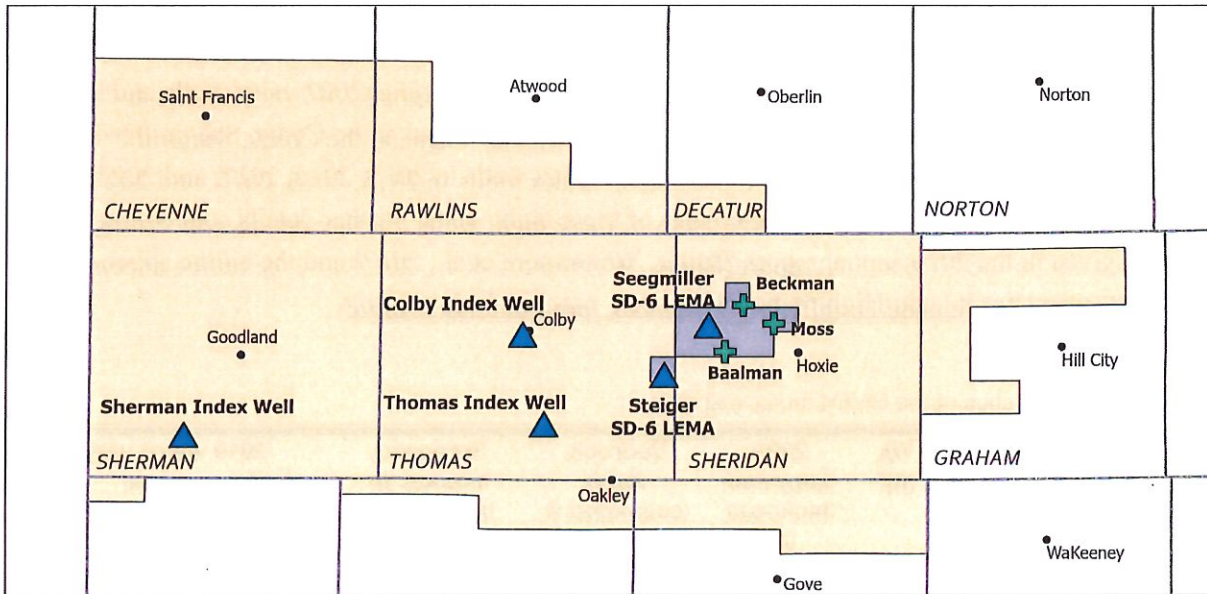 Saint Francis
Atwood
Oberlin
Norton
CHEYENNE
RAWLINS
DECATUR
NORTON
Seegmiller
SD-6 LEMA
Beckman
Colby Index Well
Colby
Moss
Goodland
Hoxie
Hill City
Baalman
Sherman Index Well
Thomas Index Well
Steiger
SD-6 LEMA
SHERMAN
THOMAS
SHERIDAN
GRAHAM
Oakley
WaKeeney
Gove